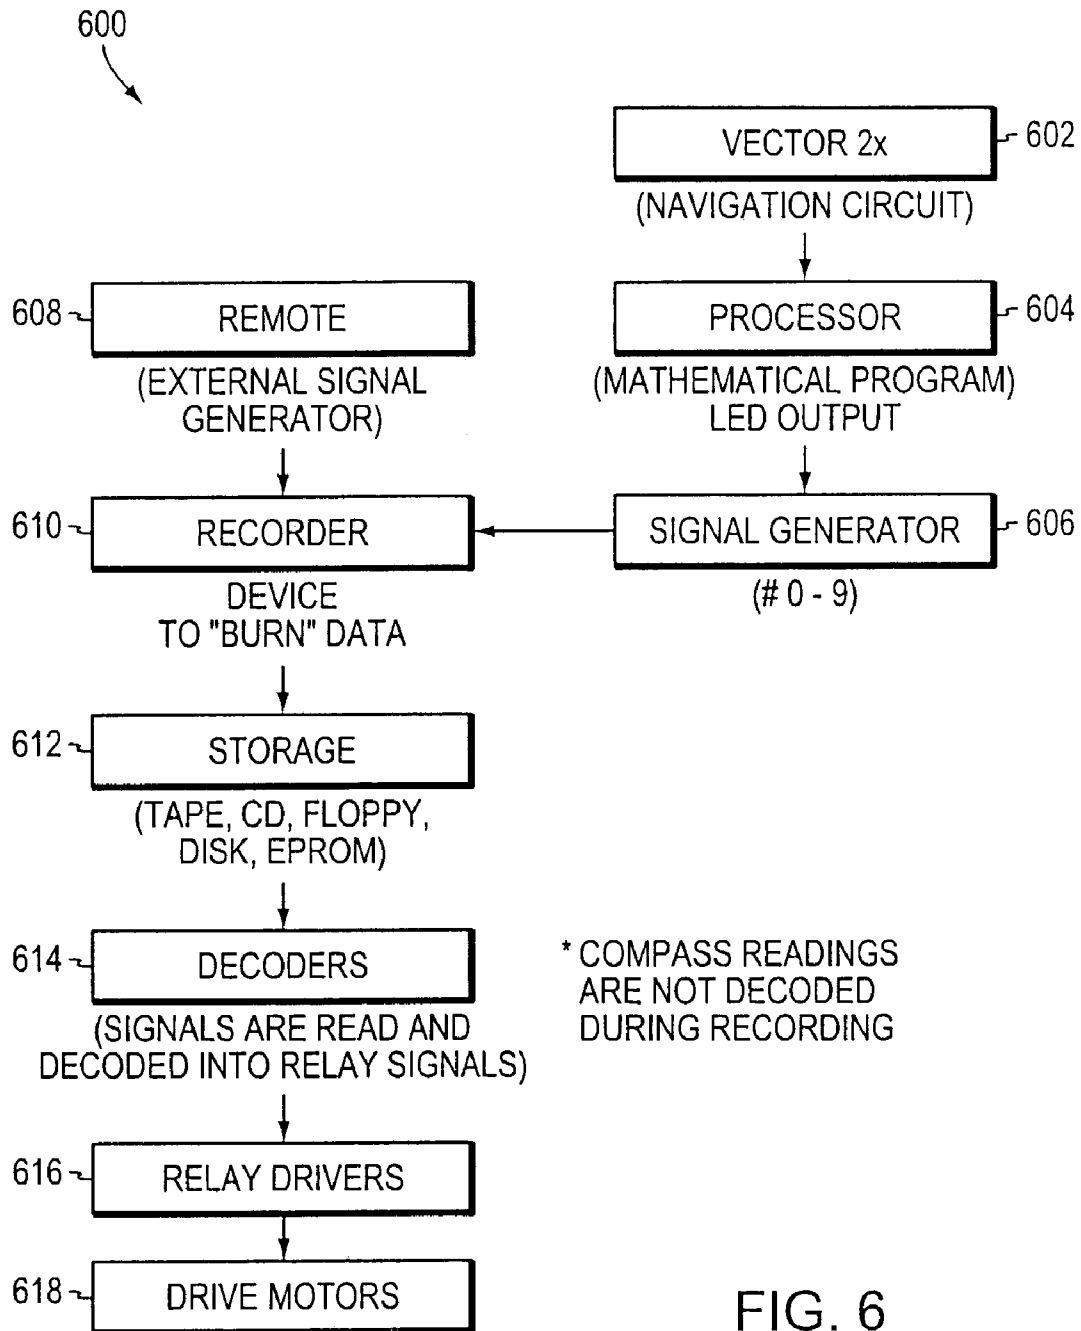 600
VECTOR 2x
602
(NAVIGATION CIRCUIT)
608
REMOTE
PROCESSOR
604
(EXTERNAL SIGNAL
GENERATOR)
(MATHEMATICAL PROGRAM)
LED OUTPUT
610
RECORDER
SIGNAL GENERATOR
606
DEVICE
TO "BURN" DATA
(# 0 - 9)
612
STORAGE
(TAPE, CD, FLOPPY,
DISK, EPROM)
614
DECODERS
(SIGNALS ARE READ AND
DECODED INTO RELAY SIGNALS)
* COMPASS READINGS
ARE NOT DECODED
DURING RECORDING
616
RELAY DRIVERS
618
DRIVE MOTORS
FIG. 6